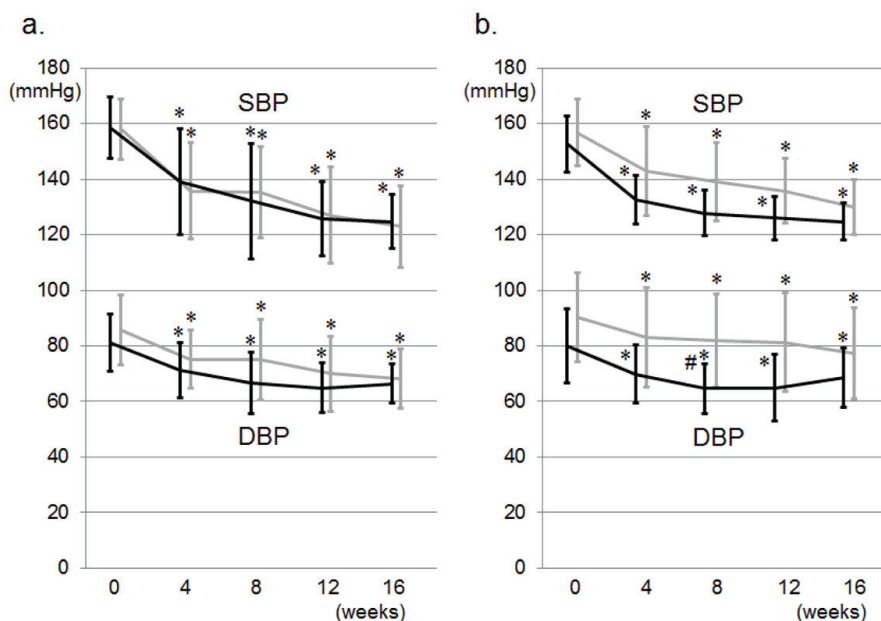 a.
180
(mmHg)
160
140
120
100
80
60
40
20
0
SBP
* * * * * * * *
* * * * * * * *
DBP
0 4 8 12 16
(weeks)
b.
180
(mmHg)
160
140
120
100
80
60
40
20
0
SBP
* * * * * * * *
* * * * * #* * * *
DBP
0 4 8 12 16
(weeks)